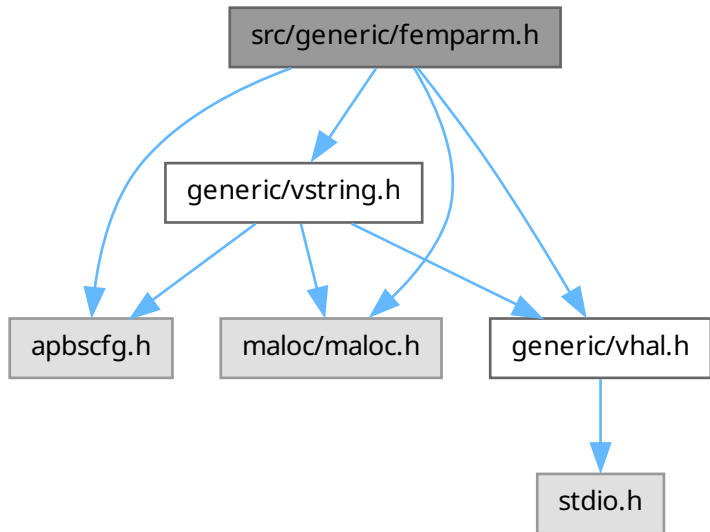 src/generic/femparm.h
generic/vstring.h
apbscfg.h
maloc/maloc.h
generic/vhal.h
stdio.h